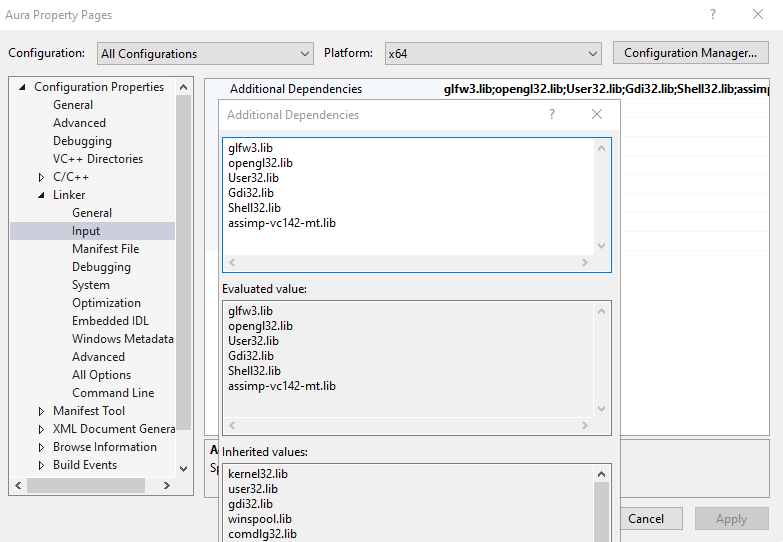 Aura Property Pages
Configuration: All Configurations Platform: x64 Configuration Manager...
Configuration Properties
General
Advanced
Debugging
VC++ Directories
C/C++
Linker
General
Input
Manifest File
Debugging
System
Optimization
Embedded IDL
Windows Metadata
Advanced
All Options
Command Line
Manifest Tool
XML Document Genera
Browse Information
Build Events
Additional Dependencies glfw3.lib;opengl32.lib;User32.lib;Gdi32.lib;Shell32.lib;assimp
Additional Dependencies
glfw3.lib
opengl32.lib
User32.lib
Gdi32.lib
Shell32.lib
assimp-vc142-mt.lib
Evaluated value:
glfw3.lib
opengl32.lib
User32.lib
Gdi32.lib
Shell32.lib
assimp-vc142-mt.lib
Inherited values:
kernel32.lib
user32.lib
gdi32.lib
winspool.lib
comdlg32.lib
Cancel Apply